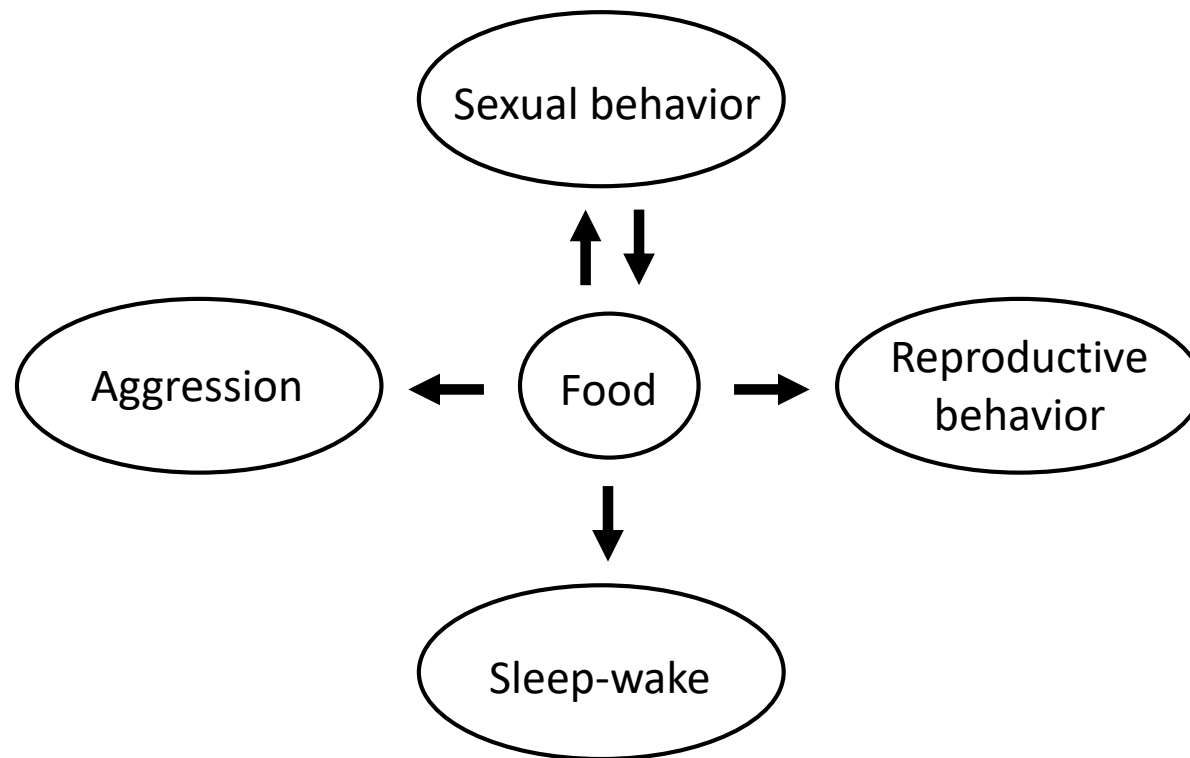 Sexual behavior
Aggression
Food
Reproductive
behavior
Sleep-wake